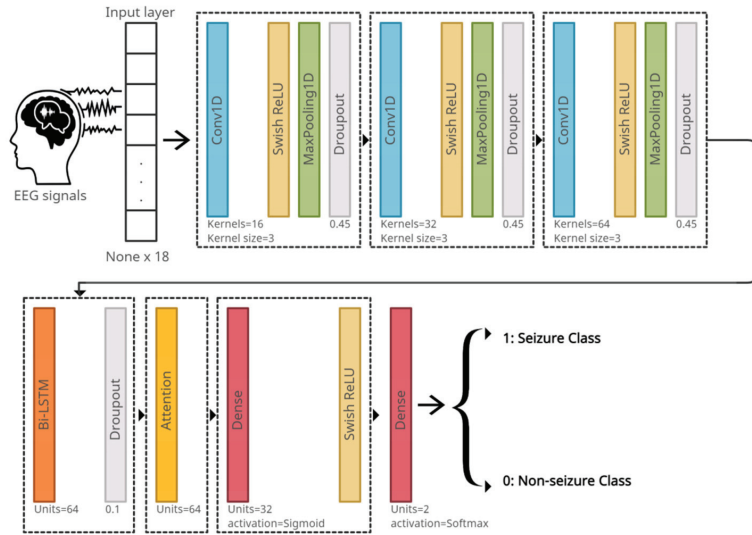 Input layer
EEG signals
None x 18
Conv1D
Swish ReLU
MaxPooling1D
Droupout
Kernels=16
Kernel size=3
0.45
Conv1D
Swish ReLU
MaxPooling1D
Droupout
Kernels=32
Kernel size=3
0.45
Conv1D
Swish ReLU
MaxPooling1D
Droupout
Kernels=64
Kernel size=3
0.45
Bi-LSTM
Droupout
Units=64
0.1
Attention
Units=64
Dense
Swish ReLU
Units=32
activation=Sigmoid
Dense
Units=2
activation=Softmax
1: Seizure Class
0: Non-seizure Class